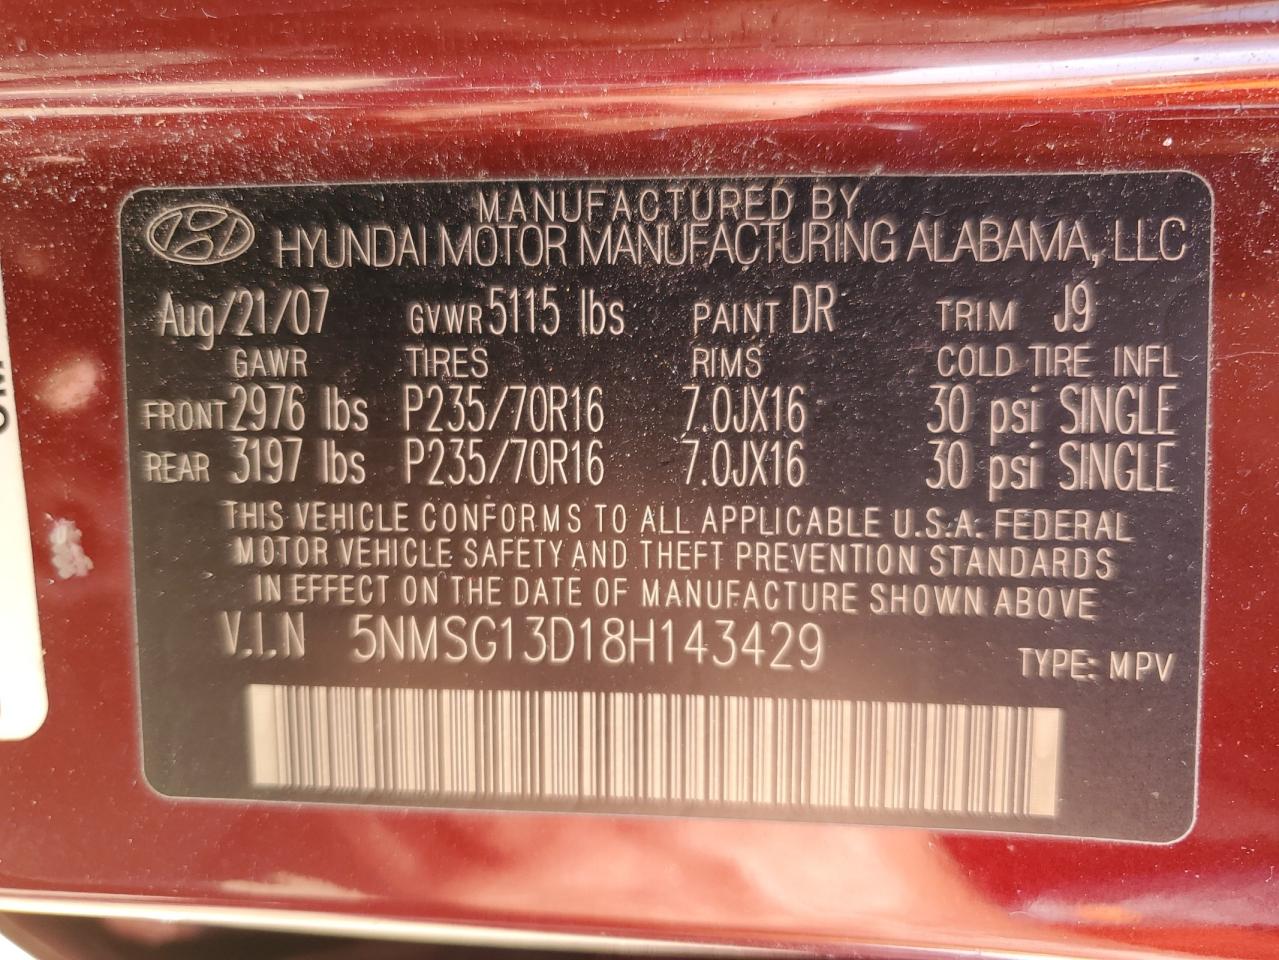 MANUFACTURED BY
HYUNDAI MOTOR MANUFACTURING ALABAMA, LLC
Aug/21/07 GVWR 5115 lbs PAINT DR TRIM J9
GAWR TIRES RIMS COLD TIRE INFL
FRONT 2976 lbs P235/70R16 7.0JX16 30 psi SINGLE
REAR 3197 lbs P235/70R16 7.0JX16 30 psi SINGLE
THIS VEHICLE CONFORMS TO ALL APPLICABLE U.S.A. FEDERAL
MOTOR VEHICLE SAFETY AND THEFT PREVENTION STANDARDS
IN EFFECT ON THE DATE OF MANUFACTURE SHOWN ABOVE
V.I.N 5NMSG13D18H143429
TYPE: MPV